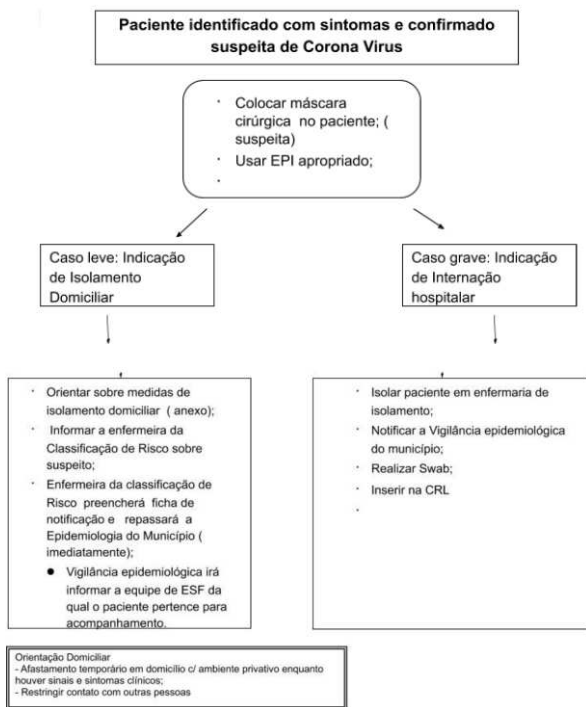 Paciente identificado com sintomas e confirmado
suspeita de Corona Virus
· Colocar máscara
cirúrgica no paciente; (
suspeita)
· Usar EPI apropriado;
·
Caso leve: Indicação
de Isolamento
Domiciliar
Caso grave: Indicação
de Internação
hospitalar
· Orientar sobre medidas de
isolamento domiciliar ( anexo);
· Informar a enfermeira da
Classificação de Risco sobre
suspeito;
· Enfermeira da classificação de
Risco preencherá ficha de
notificação e repassará a
Epidemiologia do Município (
imediatamente);
● Vigilância epidemiológica irá
informar a equipe de ESF da
qual o paciente pertence para
acompanhamento.
· Isolar paciente em enfermaria de
isolamento;
· Notificar a Vigilância epidemiológica
do município;
· Realizar Swab;
· Inserir na CRL
·
Orientação Domiciliar
- Afastamento temporário em domicílio c/ ambiente privativo enquanto
houver sinais e sintomas clínicos;
- Restringir contato com outras pessoas